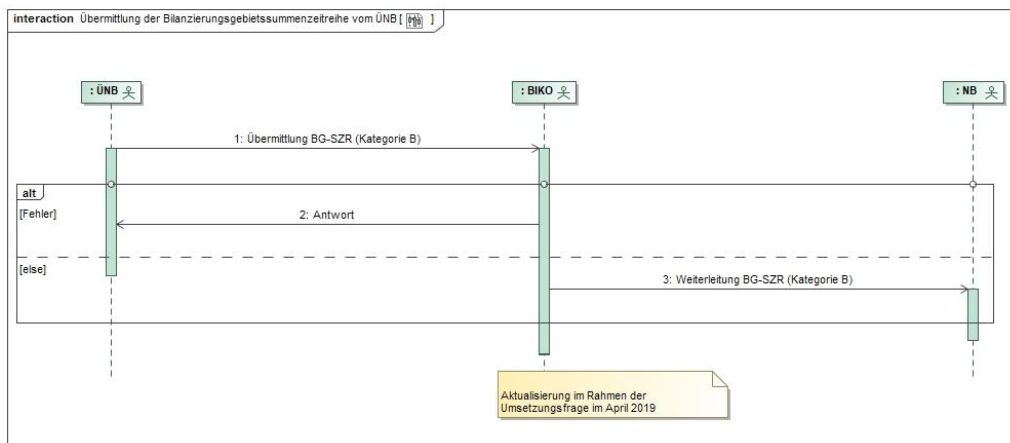 interaction Übermittlung der Bilanzierungsgebietssummenzeitreihe vom ÜNB [ ]
: ÜNB
: BIKO
: NB
1: Übermittlung BG-SZR (Kategorie B)
alt
[Fehler]
2: Antwort
[else]
3: Weiterleitung BG-SZR (Kategorie B)
Aktualisierung im Rahmen der
Umsetzungsfrage im April 2019